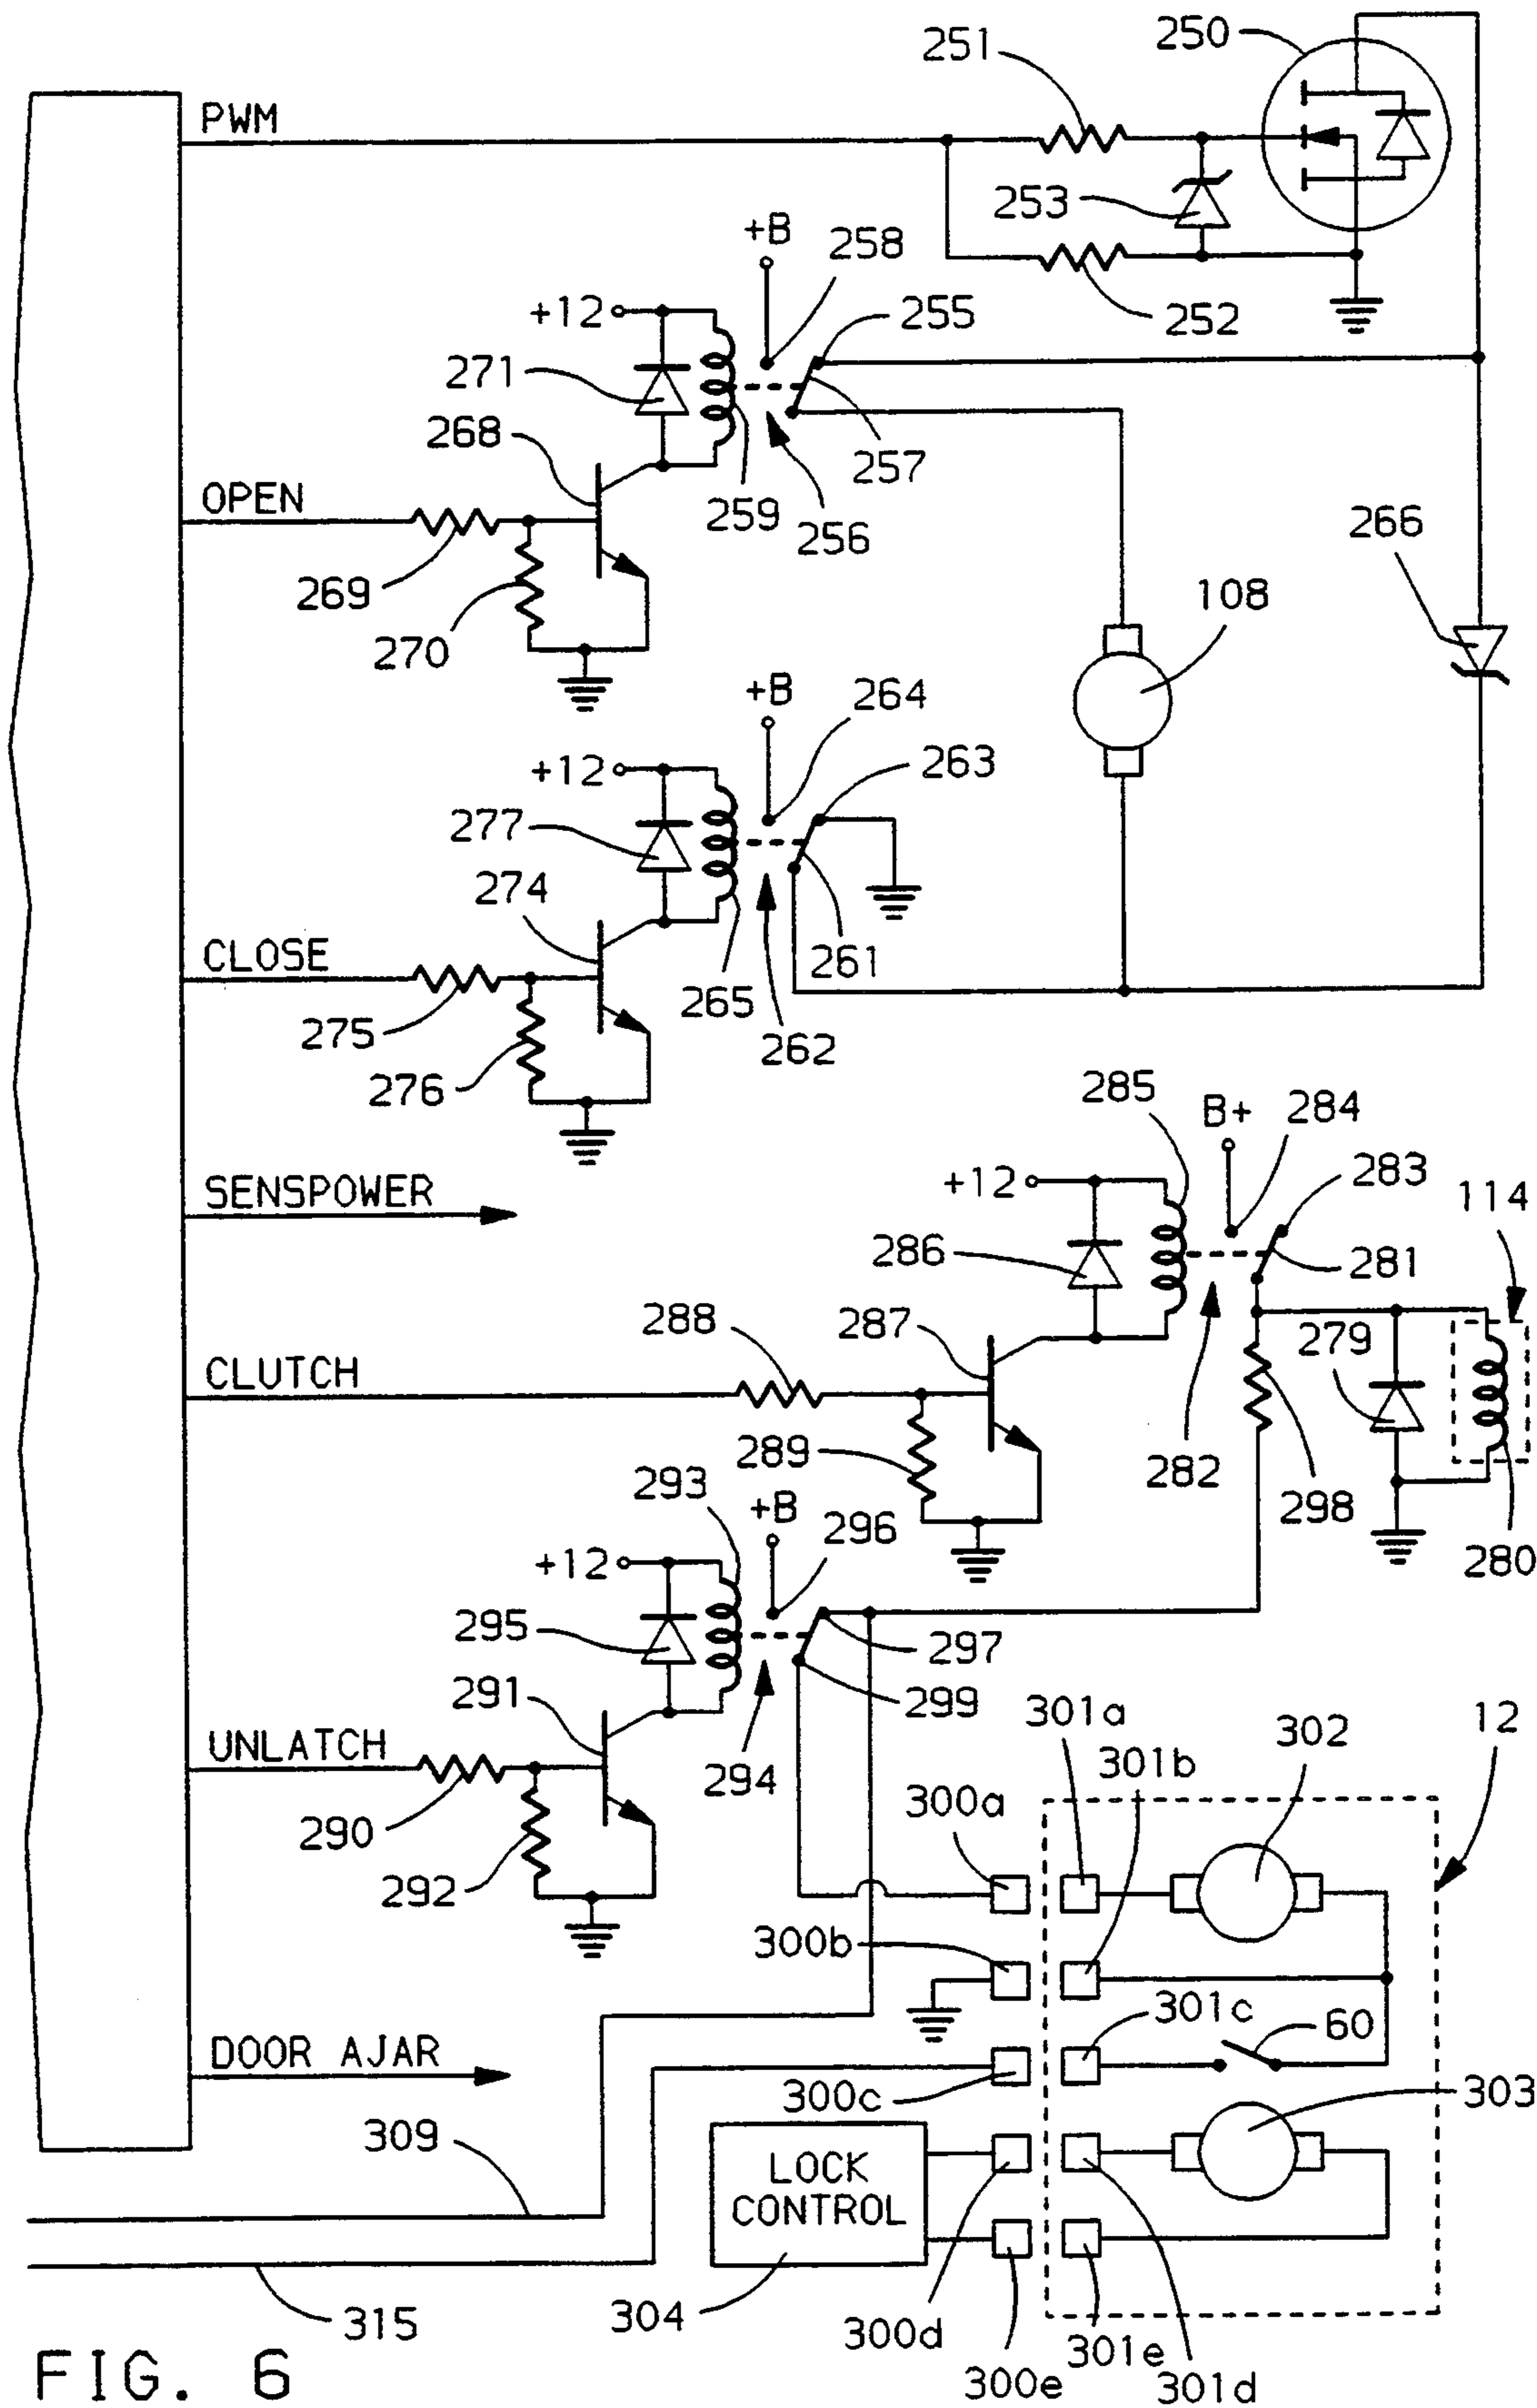 250
251
PWM
253
+B
258
252
+12
255
271
268
257
OPEN
259
256
266
269
108
270
+B
264
+12
263
277
274
CLOSE
261
265
275
262
276
285
B+
284
SENSPOWER
+12
283
114
286
281
288
287
279
CLUTCH
289
282
293
298
+B
296
280
+12
295
297
291
299
301a
302
12
UNLATCH
294
301b
290
300a
292
300b
301c
60
DOOR AJAR
300c
303
309
LOCK
CONTROL
304
315
300d
301e
300e
301d
FIG. 6